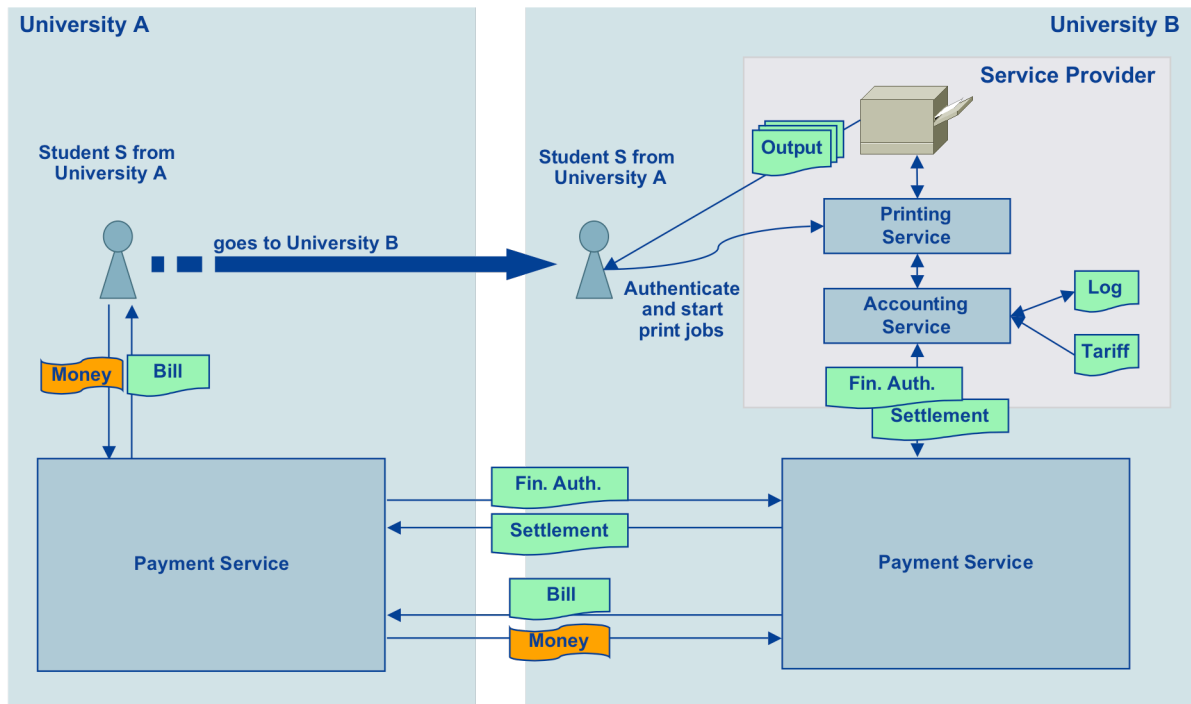 University A
University B
Service Provider
Student S from
University A
Student S from
University A
Output
goes to University B
Printing
Service
Authenticate
and start
print jobs
Accounting
Service
Log
Tariff
Money
Bill
Fin. Auth.
Settlement
Payment Service
Fin. Auth.
Settlement
Bill
Money
Payment Service